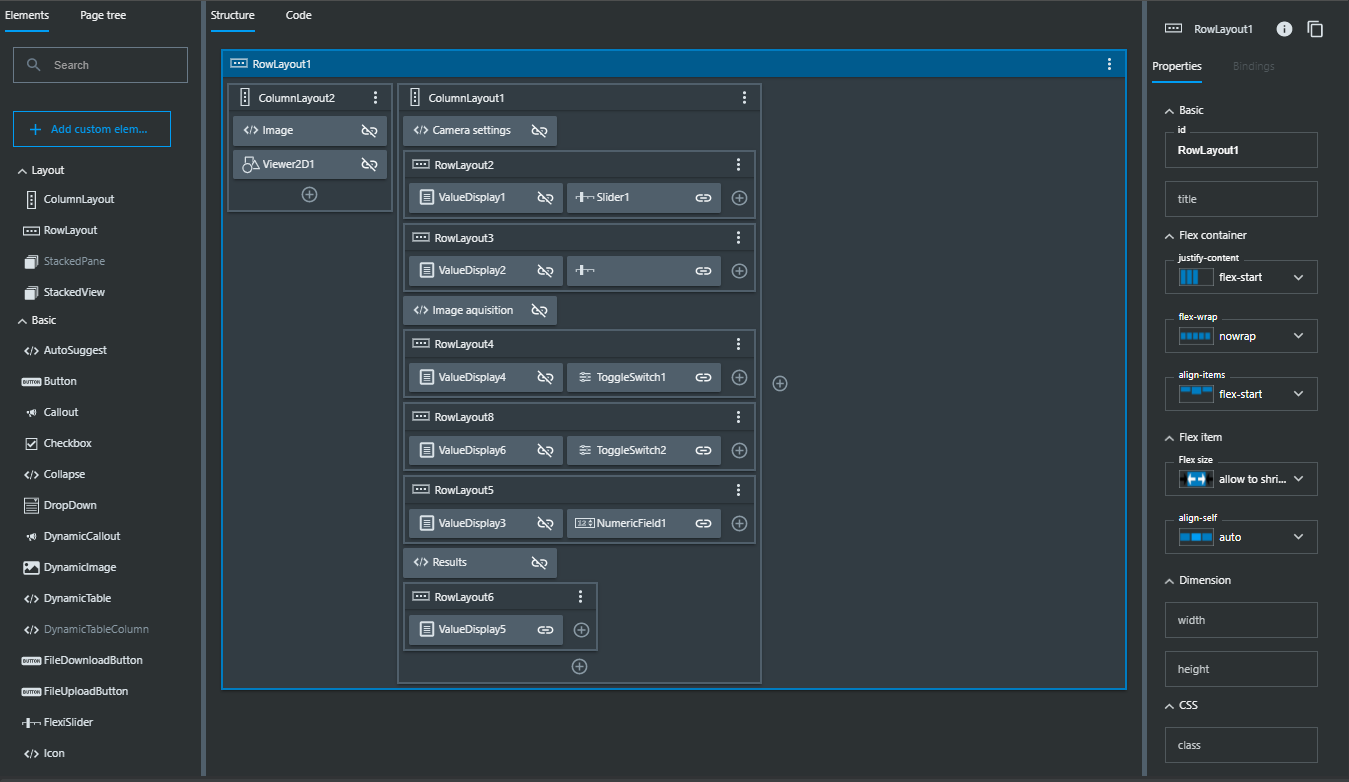 Elements Page tree
Search
Add custom elem...
Layout
ColumnLayout
RowLayout
StackedPane
StackedView
Basic
AutoSuggest
BUTTON Button
Callout
Checkbox
Collapse
DropDown
DynamicCallout
DynamicImage
DynamicTable
DynamicTableColumn
BUTTON FileDownloadButton
BUTTON FileUploadButton
FlexiSlider
Icon
Structure Code
RowLayout1
ColumnLayout2
Image
Viewer2D1
ColumnLayout1
Camera settings
RowLayout2
ValueDisplay1 Slider1
RowLayout3
ValueDisplay2
Image aquisition
RowLayout4
ValueDisplay4 ToggleSwitch1
RowLayout8
ValueDisplay6 ToggleSwitch2
RowLayout5
ValueDisplay3 NumericField1
Results
RowLayout6
ValueDisplay5
RowLayout1
Properties Bindings
Basic
id
RowLayout1
title
Flex container
justify-content
flex-start
flex-wrap
nowrap
align-items
flex-start
Flex item
Flex size
allow to shri...
align-self
auto
Dimension
width
height
CSS
class